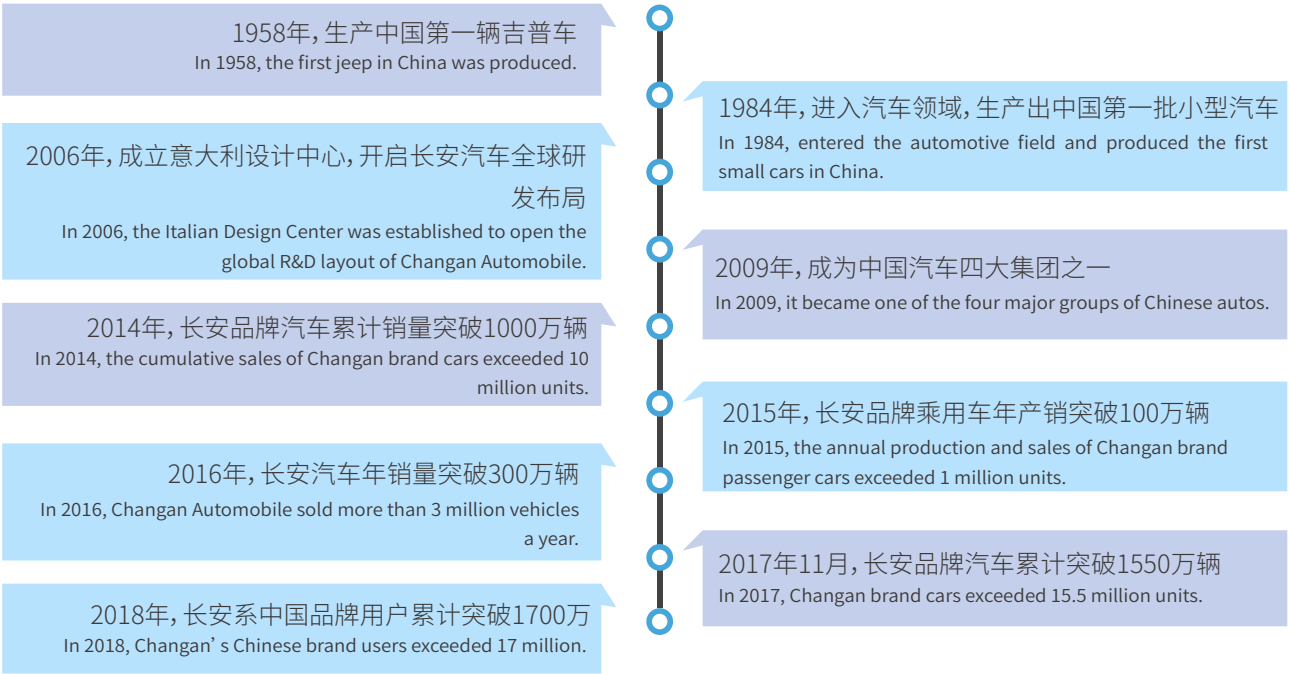 1958年，生产中国第一辆吉普车
In 1958, the first jeep in China was produced.
1984年，进入汽车领域，生产出中国第一批小型汽车
In 1984, entered the automotive field and produced the first
small cars in China.
2006年，成立意大利设计中心，开启长安汽车全球研
发布局
In 2006, the Italian Design Center was established to open the
global R&D layout of Changan Automobile.
2009年，成为中国汽车四大集团之一
In 2009, it became one of the four major groups of Chinese autos.
2014年，长安品牌汽车累计销量突破1000万辆
In 2014, the cumulative sales of Changan brand cars exceeded 10
million units.
2015年，长安品牌乘用车年产销突破100万辆
In 2015, the annual production and sales of Changan brand
passenger cars exceeded 1 million units.
2016年，长安汽车年销量突破300万辆
In 2016, Changan Automobile sold more than 3 million vehicles
a year.
2017年11月，长安品牌汽车累计突破1550万辆
In 2017, Changan brand cars exceeded 15.5 million units.
2018年，长安系中国品牌用户累计突破1700万
In 2018, Changan’s Chinese brand users exceeded 17 million.